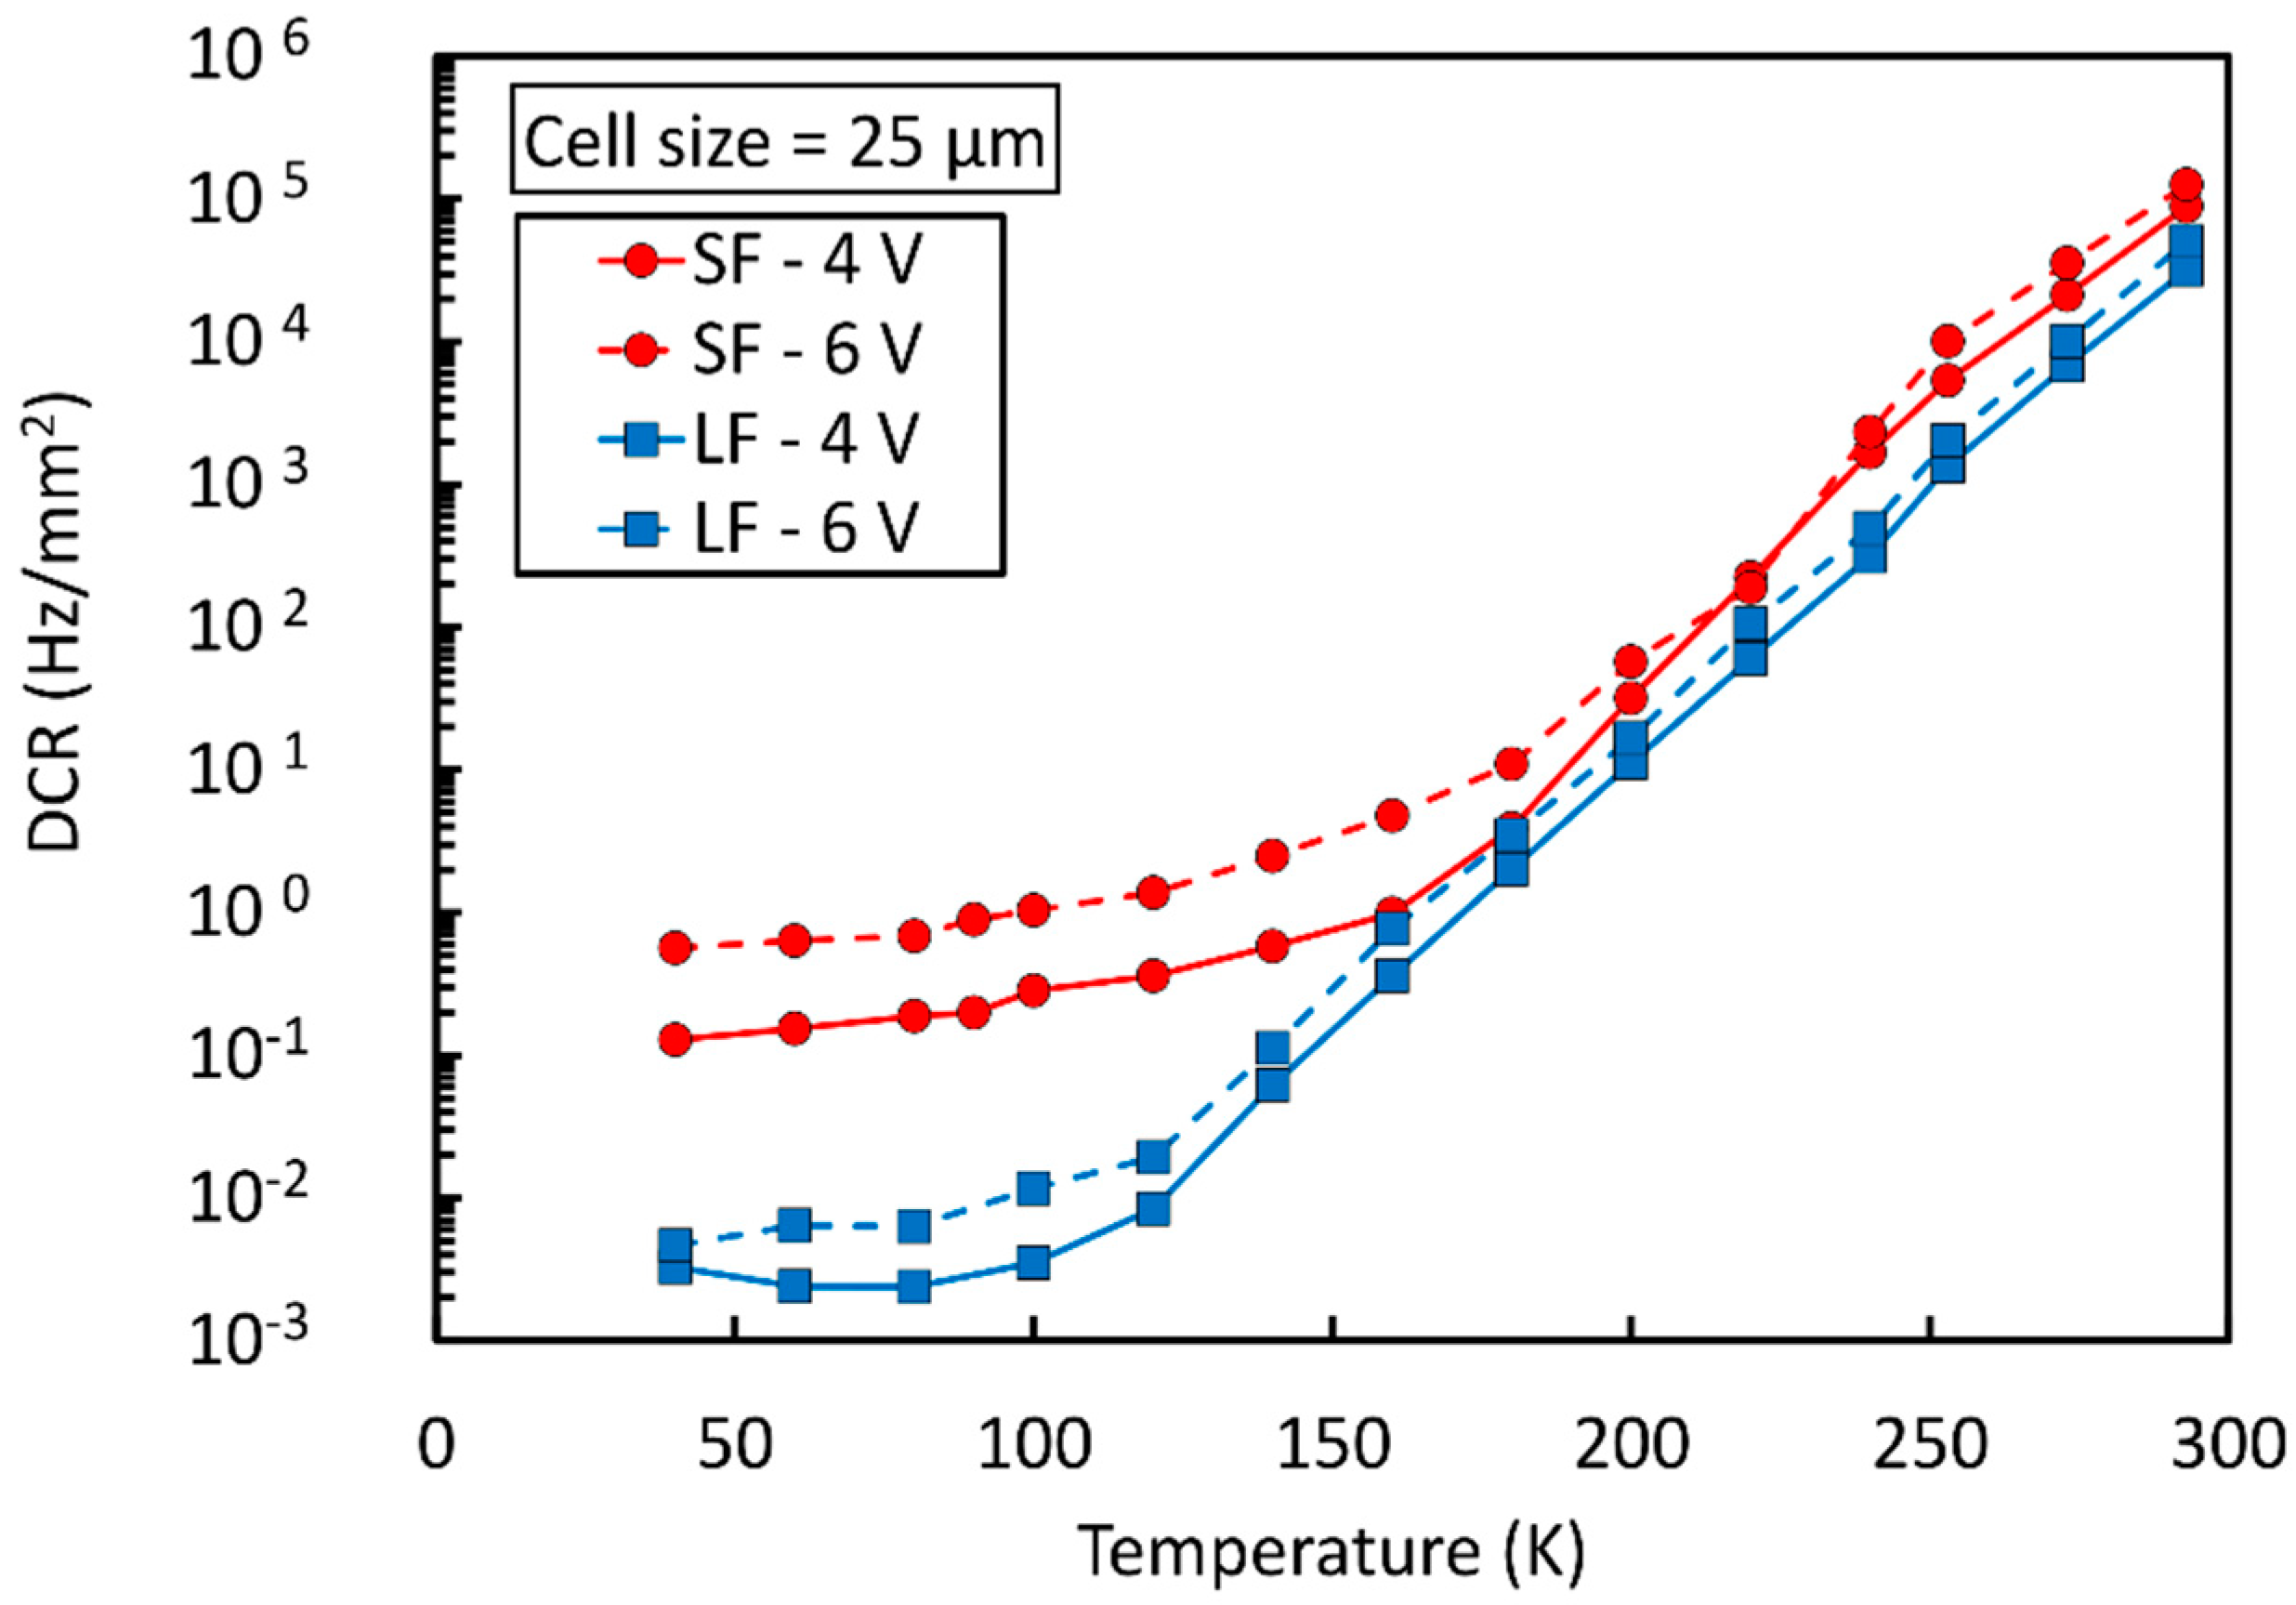 10⁶
10⁵
10⁴
10³
10²
10¹
10⁰
10⁻¹
10⁻²
10⁻³
DCR (Hz/mm²)
Cell size = 25 µm
SF - 4 V
SF - 6 V
LF - 4 V
LF - 6 V
0 50 100 150 200 250 300
Temperature (K)